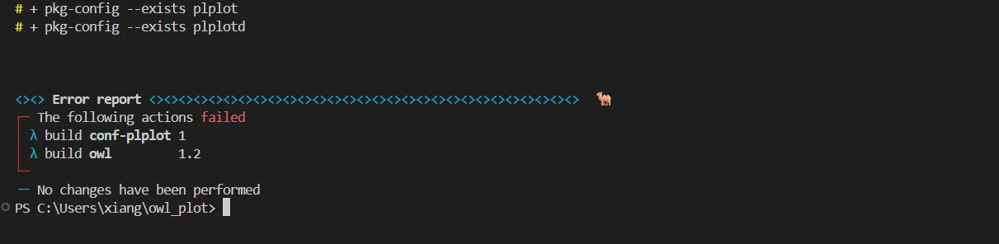 # + pkg-config --exists plplot
# + pkg-config --exists plplotd
<><> Error report <><><><><><><><><><><><><><><><><><><><><><><><><><><><><> 🐫
The following actions failed
λ build conf-plplot 1
λ build owl 1.2
No changes have been performed
PS C:\Users\xiang\owl_plot>